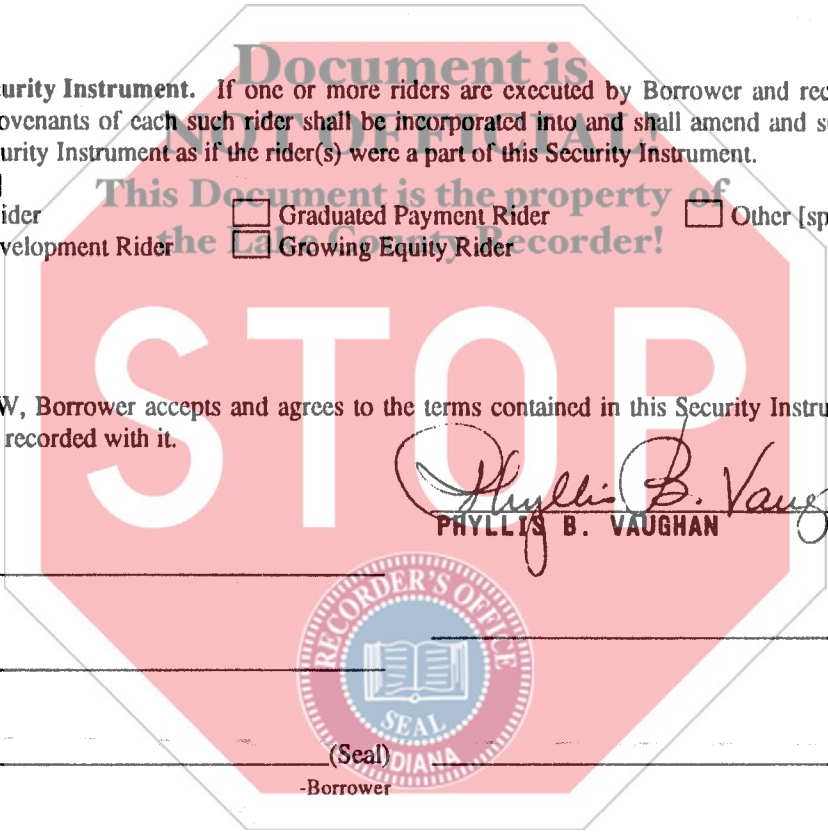 Document is
urity Instrument. If one or more riders are executed by Borrower and rec
ovenants of each such rider shall be incorporated into and shall amend and s
NOT OFFICIAL!
urity Instrument as if the rider(s) were a part of this Security Instrument.
This Document is the property of
ider Graduated Payment Rider Other [sp
velopment Rider Growing Equity Rider
the Lake County Recorder!
STOP
W, Borrower accepts and agrees to the terms contained in this Security Instru
recorded with it.
Phyllis B. Vaug
PHYLLIS B. VAUGHAN
RECORDER'S OFFICE
SEAL
INDIANA
(Seal)
-Borrower